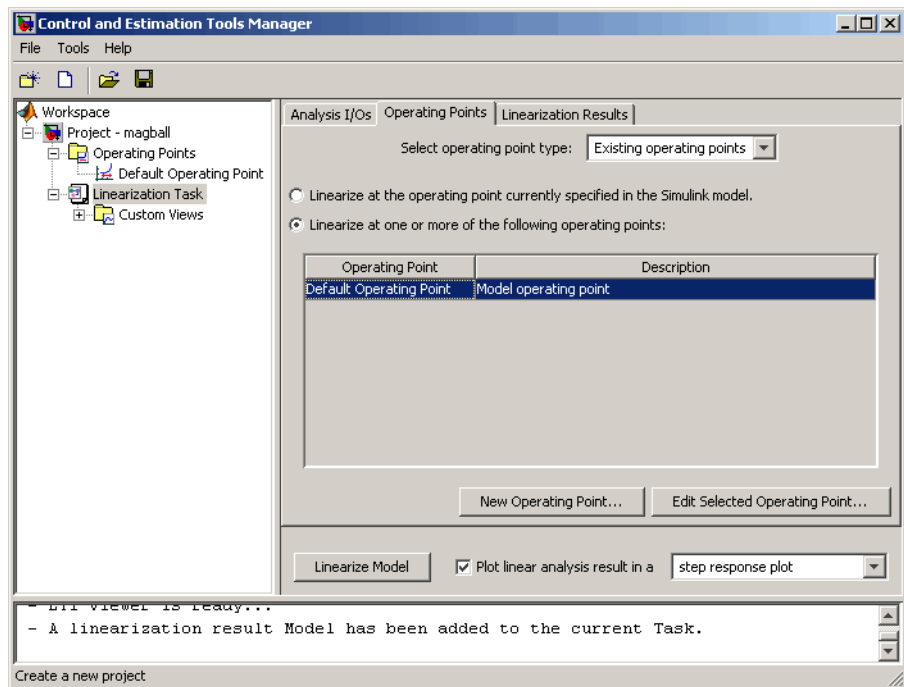 Control and Estimation Tools Manager
File Tools Help
Workspace
Project - magball
Operating Points
Default Operating Point
Linearization Task
Custom Views
Analysis I/Os Operating Points Linearization Results
Select operating point type: Existing operating points
Linearize at the operating point currently specified in the Simulink model.
Linearize at one or more of the following operating points:
Operating Point Description
Default Operating Point Model operating point
New Operating Point... Edit Selected Operating Point...
Linearize Model Plot linear analysis result in a step response plot
- LTI Viewer is ready...
- A linearization result Model has been added to the current Task.
Create a new project